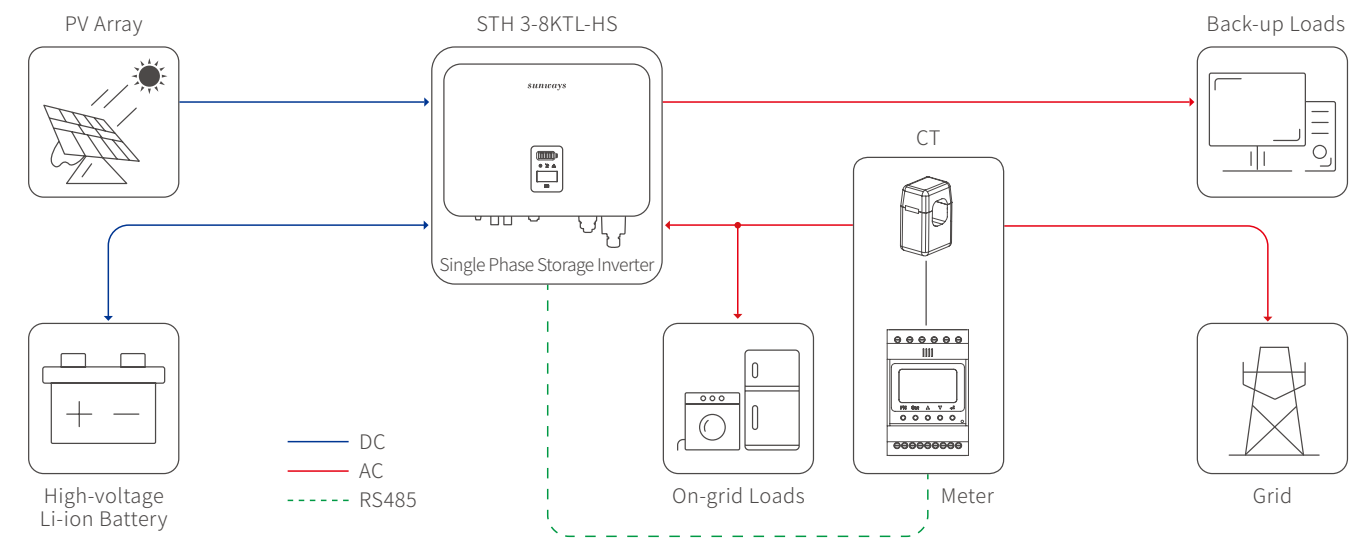 PV Array
STH 3-8KTL-HS
Back-up Loads
sunways
CT
Single Phase Storage Inverter
DC
AC
RS485
High-voltage
Li-ion Battery
On-grid Loads
Meter
Grid